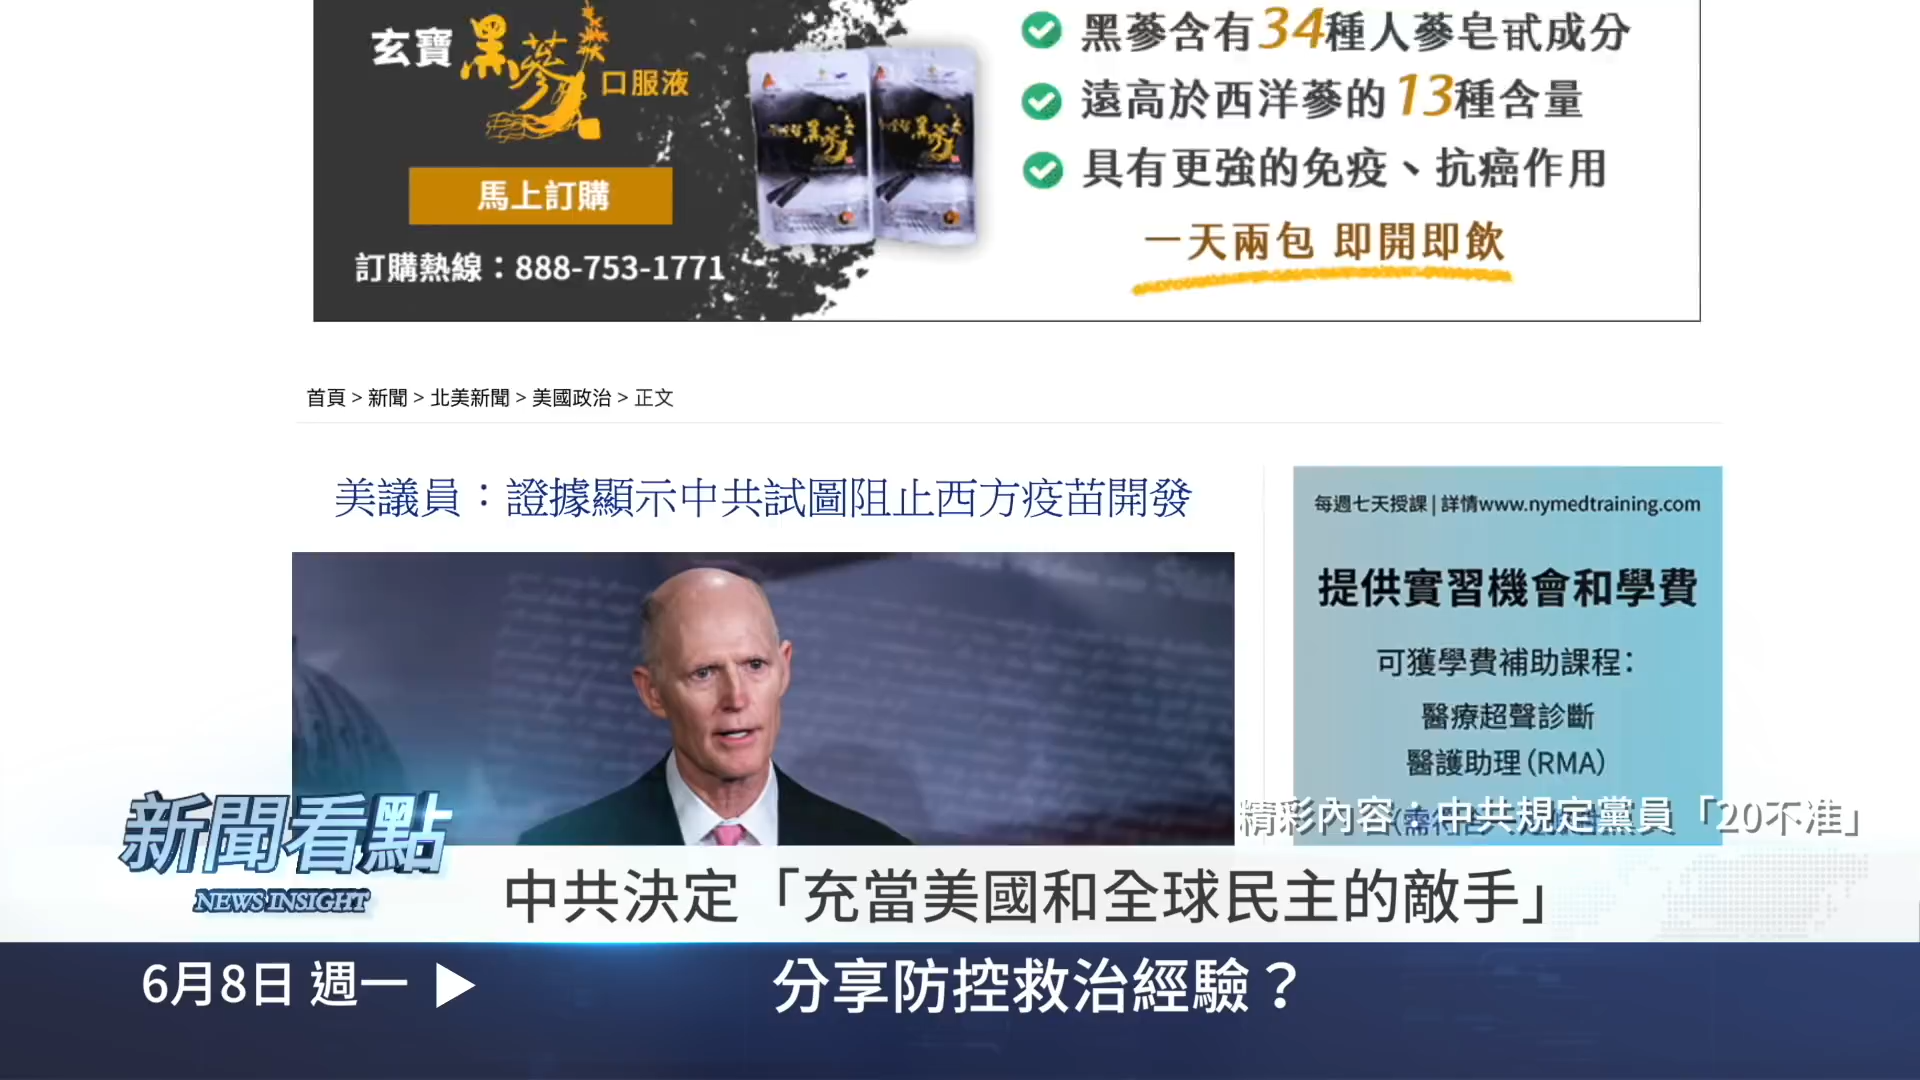 玄寶 黑蔘 口服液
馬上訂購
訂購熱線：888-753-1771
黑蔘含有34種人蔘皂甙成分
遠高於西洋蔘的13種含量
具有更強的免疫、抗癌作用
一天兩包 即開即飲
首頁 > 新聞 > 北美新聞 > 美國政治 > 正文
美議員：證據顯示中共試圖阻止西方疫苗開發
每週七天授課 | 詳情www.nymedtraining.com
提供實習機會和學費
可獲學費補助課程：
醫療超聲診斷
醫護助理（RMA）
精彩內容：中共規定黨員「20不准」
新聞看點
NEWS INSIGHT
中共決定「充當美國和全球民主的敵手」
6月8日 週一
分享防控救治經驗？